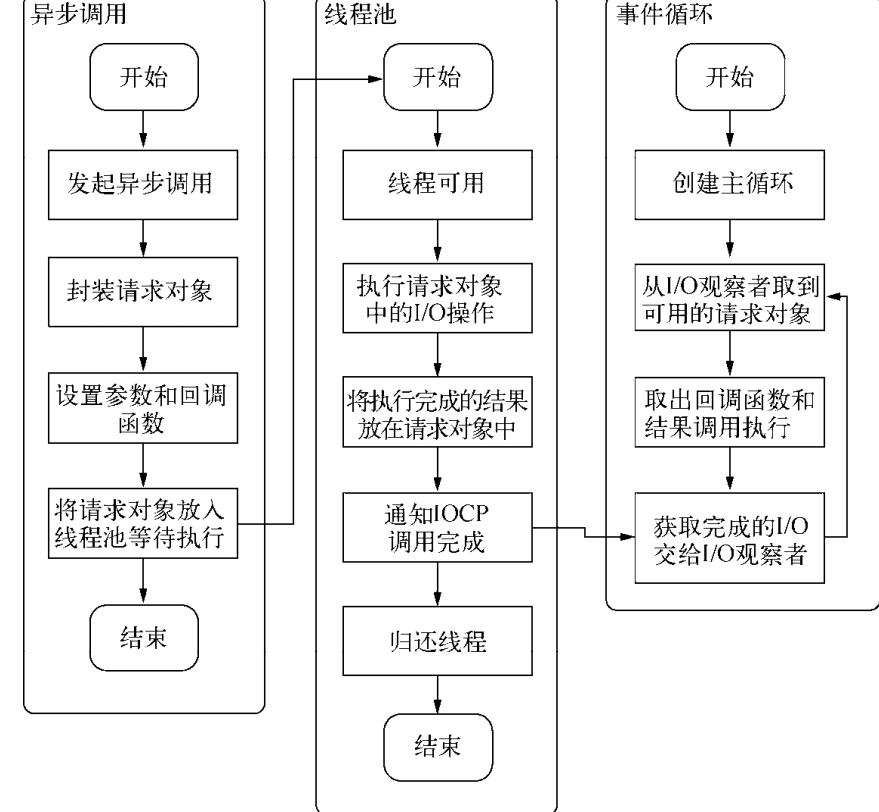 异步调用
开始
发起异步调用
封装请求对象
设置参数和回调
函数
将请求对象放入
线程池等待执行
结束
线程池
开始
线程可用
执行请求对象
中的I/O操作
将执行完成的结果
放在请求对象中
通知IOCP
调用完成
归还线程
结束
事件循环
开始
创建主循环
从I/O观察者取到
可用的请求对象
取出回调函数和
结果调用执行
获取完成的I/O
交给I/O观察者